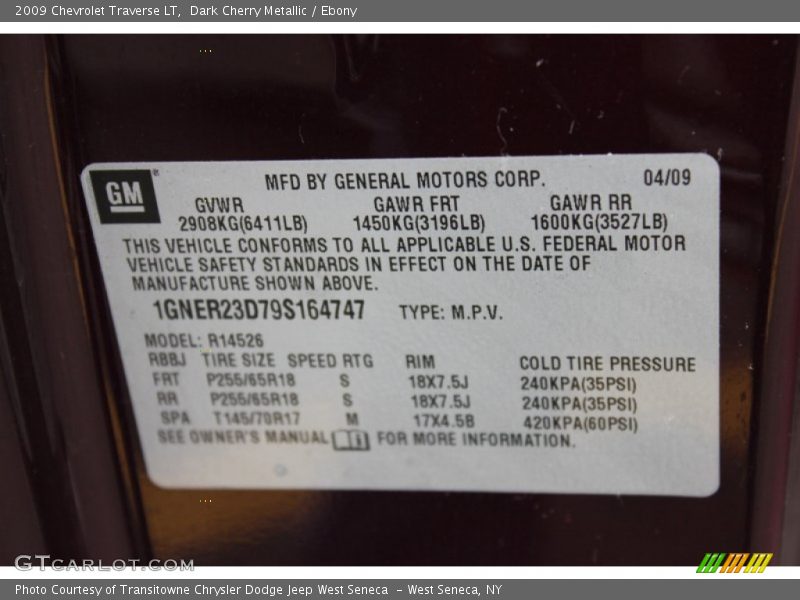 2009 Chevrolet Traverse LT,  Dark Cherry Metallic / Ebony
GM
MFD BY GENERAL MOTORS CORP. 04/09
GVWR GAWR FRT GAWR RR
2908KG(6411LB) 1450KG(3196LB) 1600KG(3527LB)
THIS VEHICLE CONFORMS TO ALL APPLICABLE U.S. FEDERAL MOTOR
VEHICLE SAFETY STANDARDS IN EFFECT ON THE DATE OF
MANUFACTURE SHOWN ABOVE.
1GNER23D79S164747 TYPE: M.P.V.
MODEL: R14526
RBBJ TIRE SIZE SPEED RTG RIM COLD TIRE PRESSURE
FRT P255/65R18 S 18X7.5J 240KPA(35PSI)
RR P255/65R18 S 18X7.5J 240KPA(35PSI)
SPA T145/70R17 M 17X4.5B 420KPA(60PSI)
SEE OWNER'S MANUAL FOR MORE INFORMATION.
GTCARLOT.COM
Photo Courtesy of Transitowne Chrysler Dodge Jeep West Seneca  - West Seneca, NY